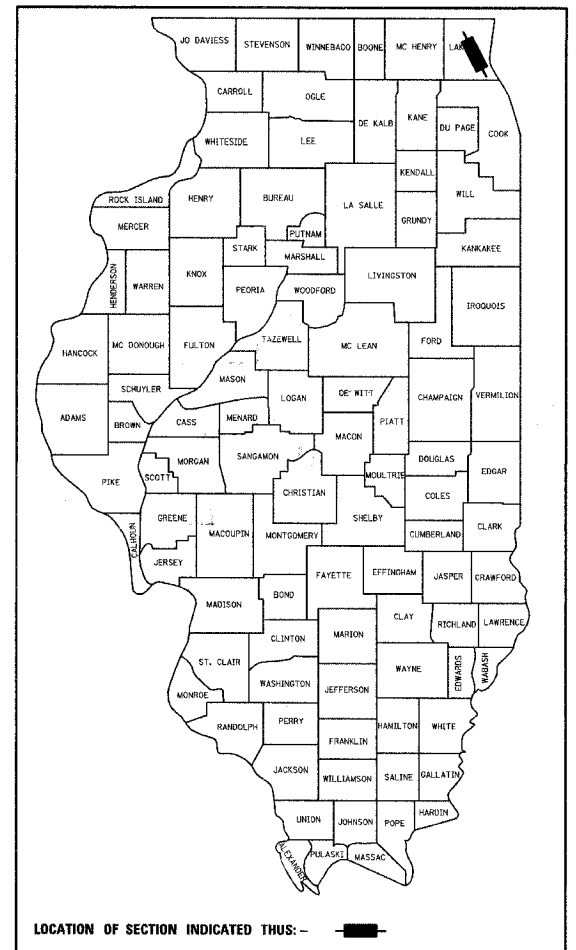 JO DAVIESS STEVENSON WINNEBAGO BOONE MC HENRY LAK
CARROLL OGLE DE KALB KANE DU PAGE COOK
WHITESIDE LEE
KENDALL WILL
ROCK ISLAND HENRY BUREAU LA SALLE GRUNDY
MERCER PUTNAM
STARK MARSHALL KANKAKEE
HENDERSON WARREN KNOX PEORIA WOODFORD LIVINGSTON
IROQUOIS
HANCOCK MC DONOUGH FULTON TAZEWELL MC LEAN FORD
MASON
SCHUYLER LOGAN DE WITT CHAMPAIGN VERMILION
ADAMS BROWN CASS MENARD PIATT
MACON
SANGAMON DOUGLAS
PIKE SCOTT MORGAN MOULTRIE EDGAR
CHRISTIAN COLES
GREENE SHELBY
CALHOUN MACOUPIN MONTGOMERY CUMBERLAND CLARK
JERSEY
FAYETTE EFFINGHAM JASPER CRAWFORD
MADISON BOND
CLAY RICHLAND LAWRENCE
CLINTON MARION
ST. CLAIR WAYNE EDWARDS WABASH
WASHINGTON JEFFERSON
MONROE
RANDOLPH PERRY HAMILTON WHITE
FRANKLIN
JACKSON WILLIAMSON SALINE GALLATIN
UNION JOHNSON POPE HARDIN
ALEXANDER PULASKI MASSAC
LOCATION OF SECTION INDICATED THUS: -